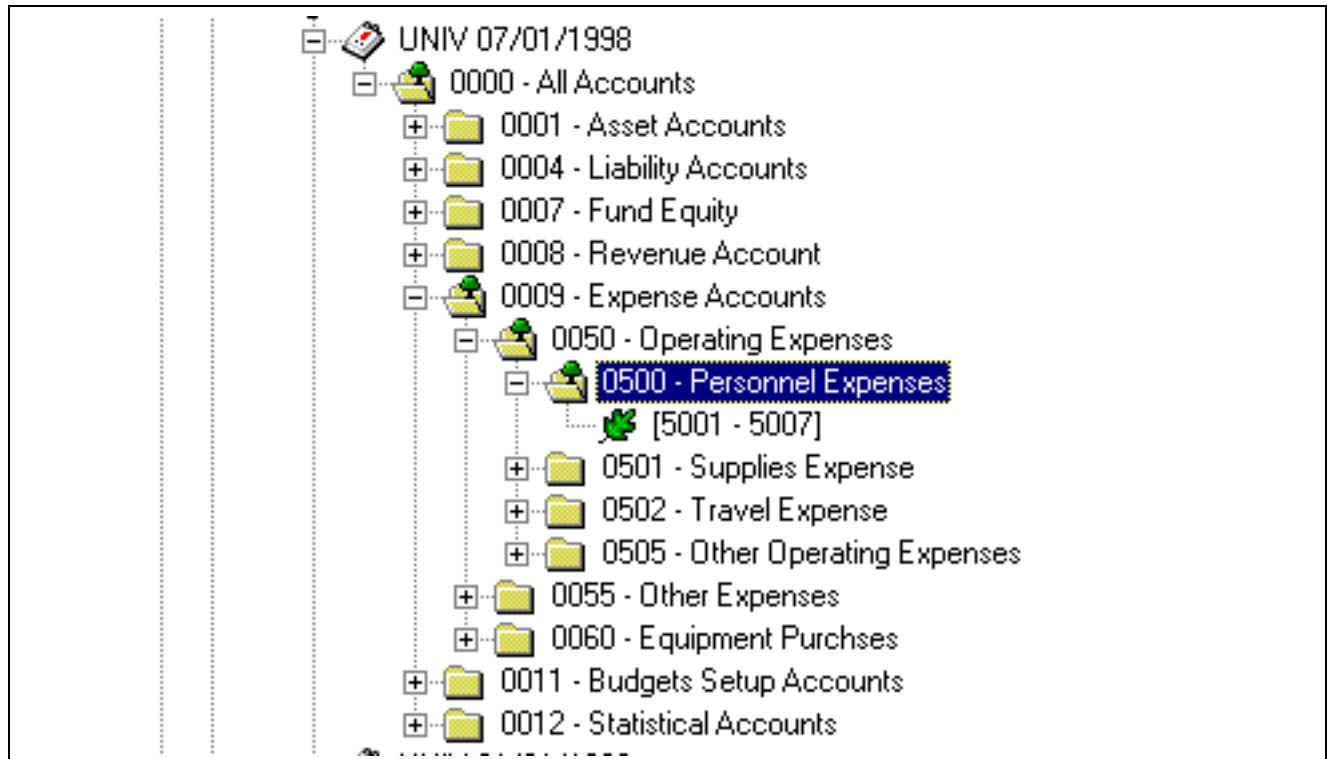 UNIV 07/01/1998
0000 - All Accounts
0001 - Asset Accounts
0004 - Liability Accounts
0007 - Fund Equity
0008 - Revenue Account
0009 - Expense Accounts
0050 - Operating Expenses
0500 - Personnel Expenses
[5001 - 5007]
0501 - Supplies Expense
0502 - Travel Expense
0505 - Other Operating Expenses
0055 - Other Expenses
0060 - Equipment Purchses
0011 - Budgets Setup Accounts
0012 - Statistical Accounts